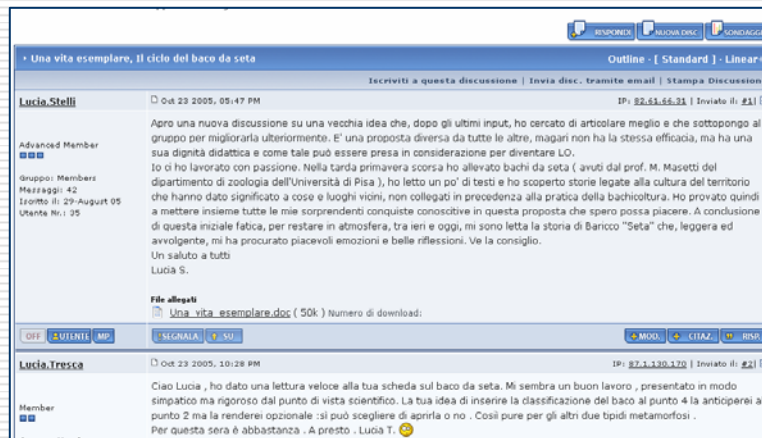 RISPONDI NUOVA DISC SONDAGGI
› Una vita esemplare, Il ciclo del baco da seta Outline · [ Standard ] · Linear+
Iscriviti a questa discussione | Invia disc. tramite email | Stampa Discussion
Lucia.Stelli Oct 23 2005, 05:47 PM IP: 82.61.66.31 | Inviato il: #1|
Apro una nuova discussione su una vecchia idea che, dopo gli ultimi input, ho cercato di articolare meglio e che sottopongo al
gruppo per migliorarla ulteriormente. E' una proposta diversa da tutte le altre, magari non ha la stessa efficacia, ma ha una
sua dignità didattica e come tale può essere presa in considerazione per diventare LO.
Io ci ho lavorato con passione. Nella tarda primavera scorsa ho allevato bachi da seta ( avuti dal prof. M. Masetti del
dipartimento di zoologia dell'Università di Pisa ), ho letto un po' di testi e ho scoperto storie legate alla cultura del territorio
che hanno dato significato a cose e luoghi vicini, non collegati in precedenza alla pratica della bachicoltura. Ho provato quindi
a mettere insieme tutte le mie sorprendenti conquiste conoscitive in questa proposta che spero possa piacere. A conclusione
di questa iniziale fatica, per restare in atmosfera, tra ieri e oggi, mi sono letta la storia di Baricco "Seta" che, leggera ed
avvolgente, mi ha procurato piacevoli emozioni e belle riflessioni. Ve la consiglio.
Un saluto a tutti
Lucia S.
Advanced Member
Gruppo: Members
Messaggi: 42
Iscritto il: 29-August 05
Utente Nr.: 35
File allegati
Una_vita_esemplare.doc ( 50k ) Numero di download:
OFF UTENTE MP SEGNALA SU MOD. CITAZ. RISP.
Lucia.Tresca Oct 23 2005, 10:28 PM IP: 87.1.130.170 | Inviato il: #2|
Member
Ciao Lucia , ho dato una lettura veloce alla tua scheda sul baco da seta. Mi sembra un buon lavoro , presentato in modo
simpatico ma rigoroso dal punto di vista scientifico. La tua idea di inserire la classificazione del baco al punto 4 la anticiperei a
punto 2 ma la renderei opzionale :si può scegliere di aprirla o no . Così pure per gli altri due tipidi metamorfosi .
Per questa sera è abbastanza . A presto . Lucia T.